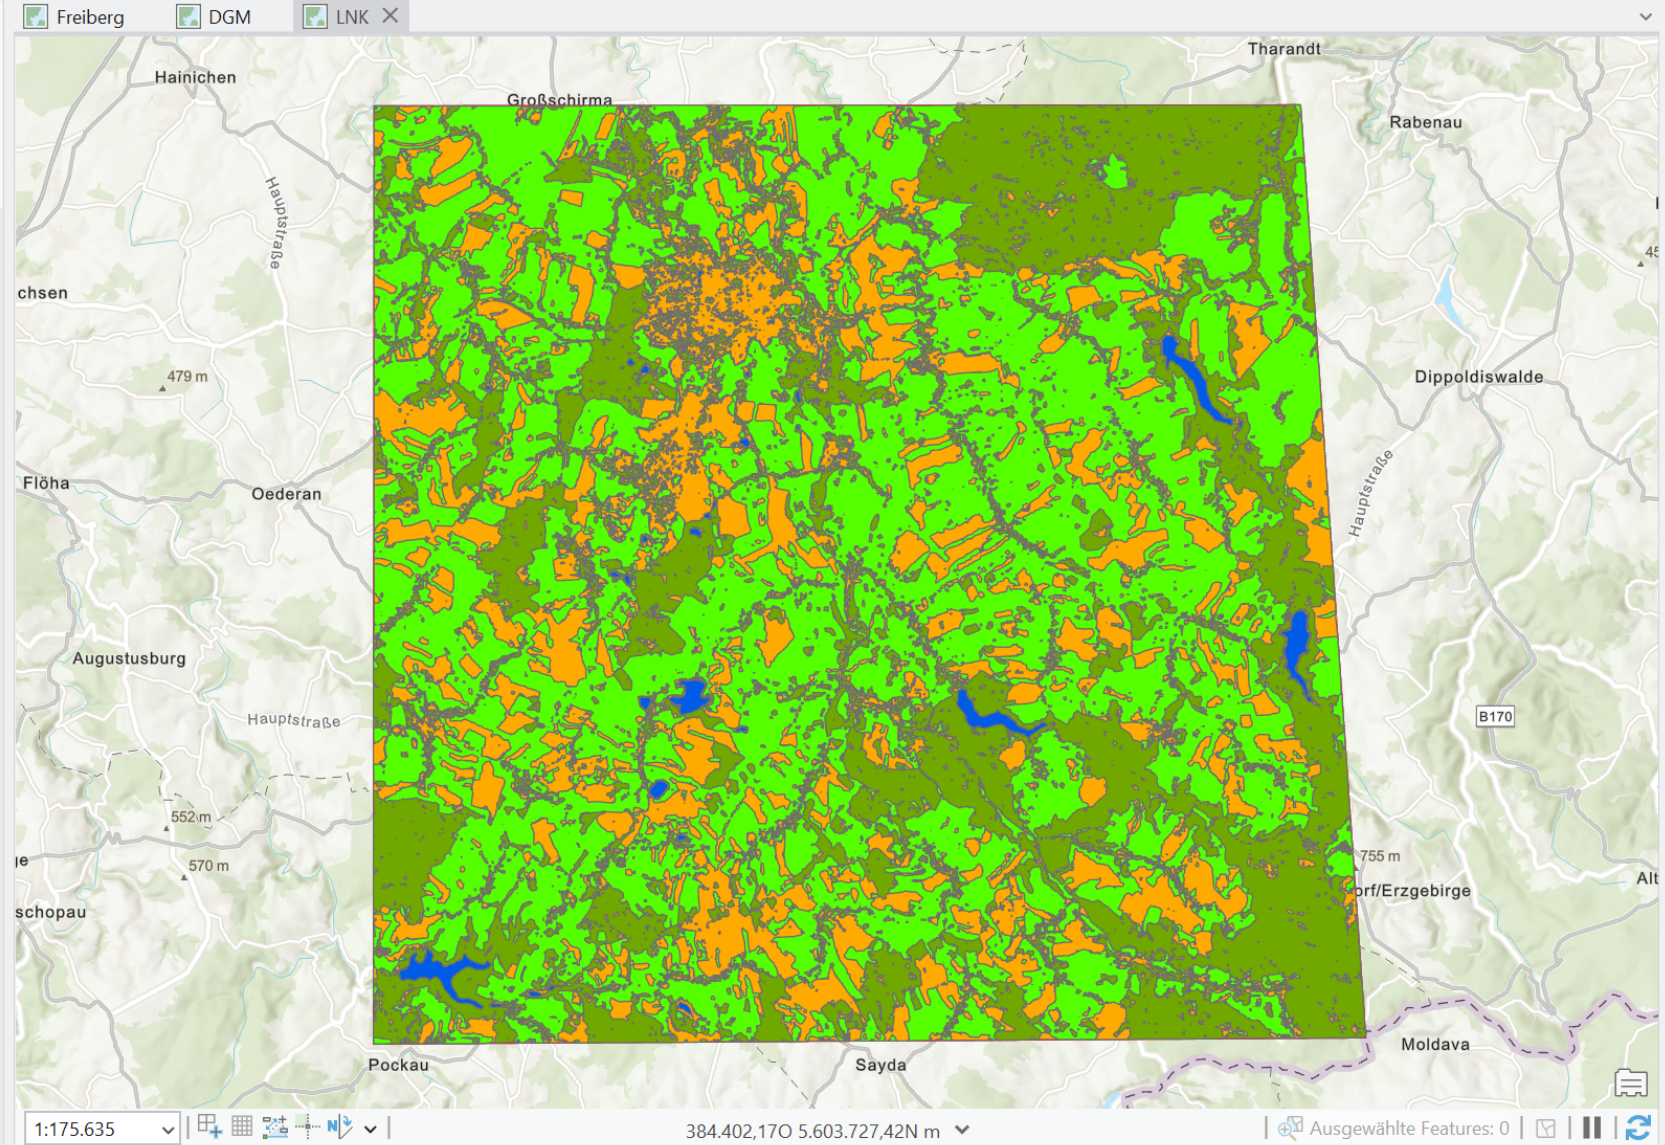 Freiberg
DGM
LNK
Tharandt
Hainichen
Großschirma
Rabenau
Hauptstraße
chsen
45
479 m
Dippoldiswalde
Flöha
Oederan
Hauptstraße
Augustusburg
Hauptstraße
B170
552 m
ge
570 m
755 m
Alt
schopau
orf/Erzgebirge
Moldava
Pockau
Sayda
1:175.635
N
384.402,17O 5.603.727,42N m
Ausgewählte Features: 0